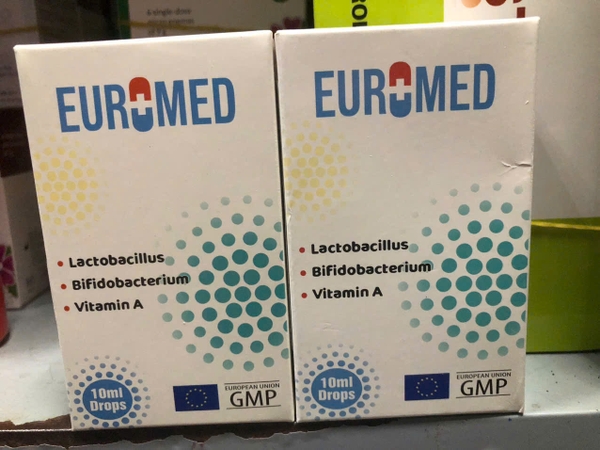 EUROMED
Lactobacillus
Bifidobacterium
Vitamin A
10ml
Drops
EUROPEAN UNION
GMP
EUROMED
Lactobacillus
Bifidobacterium
Vitamin A
10ml
Drops
EUROPEAN UNION
GMP